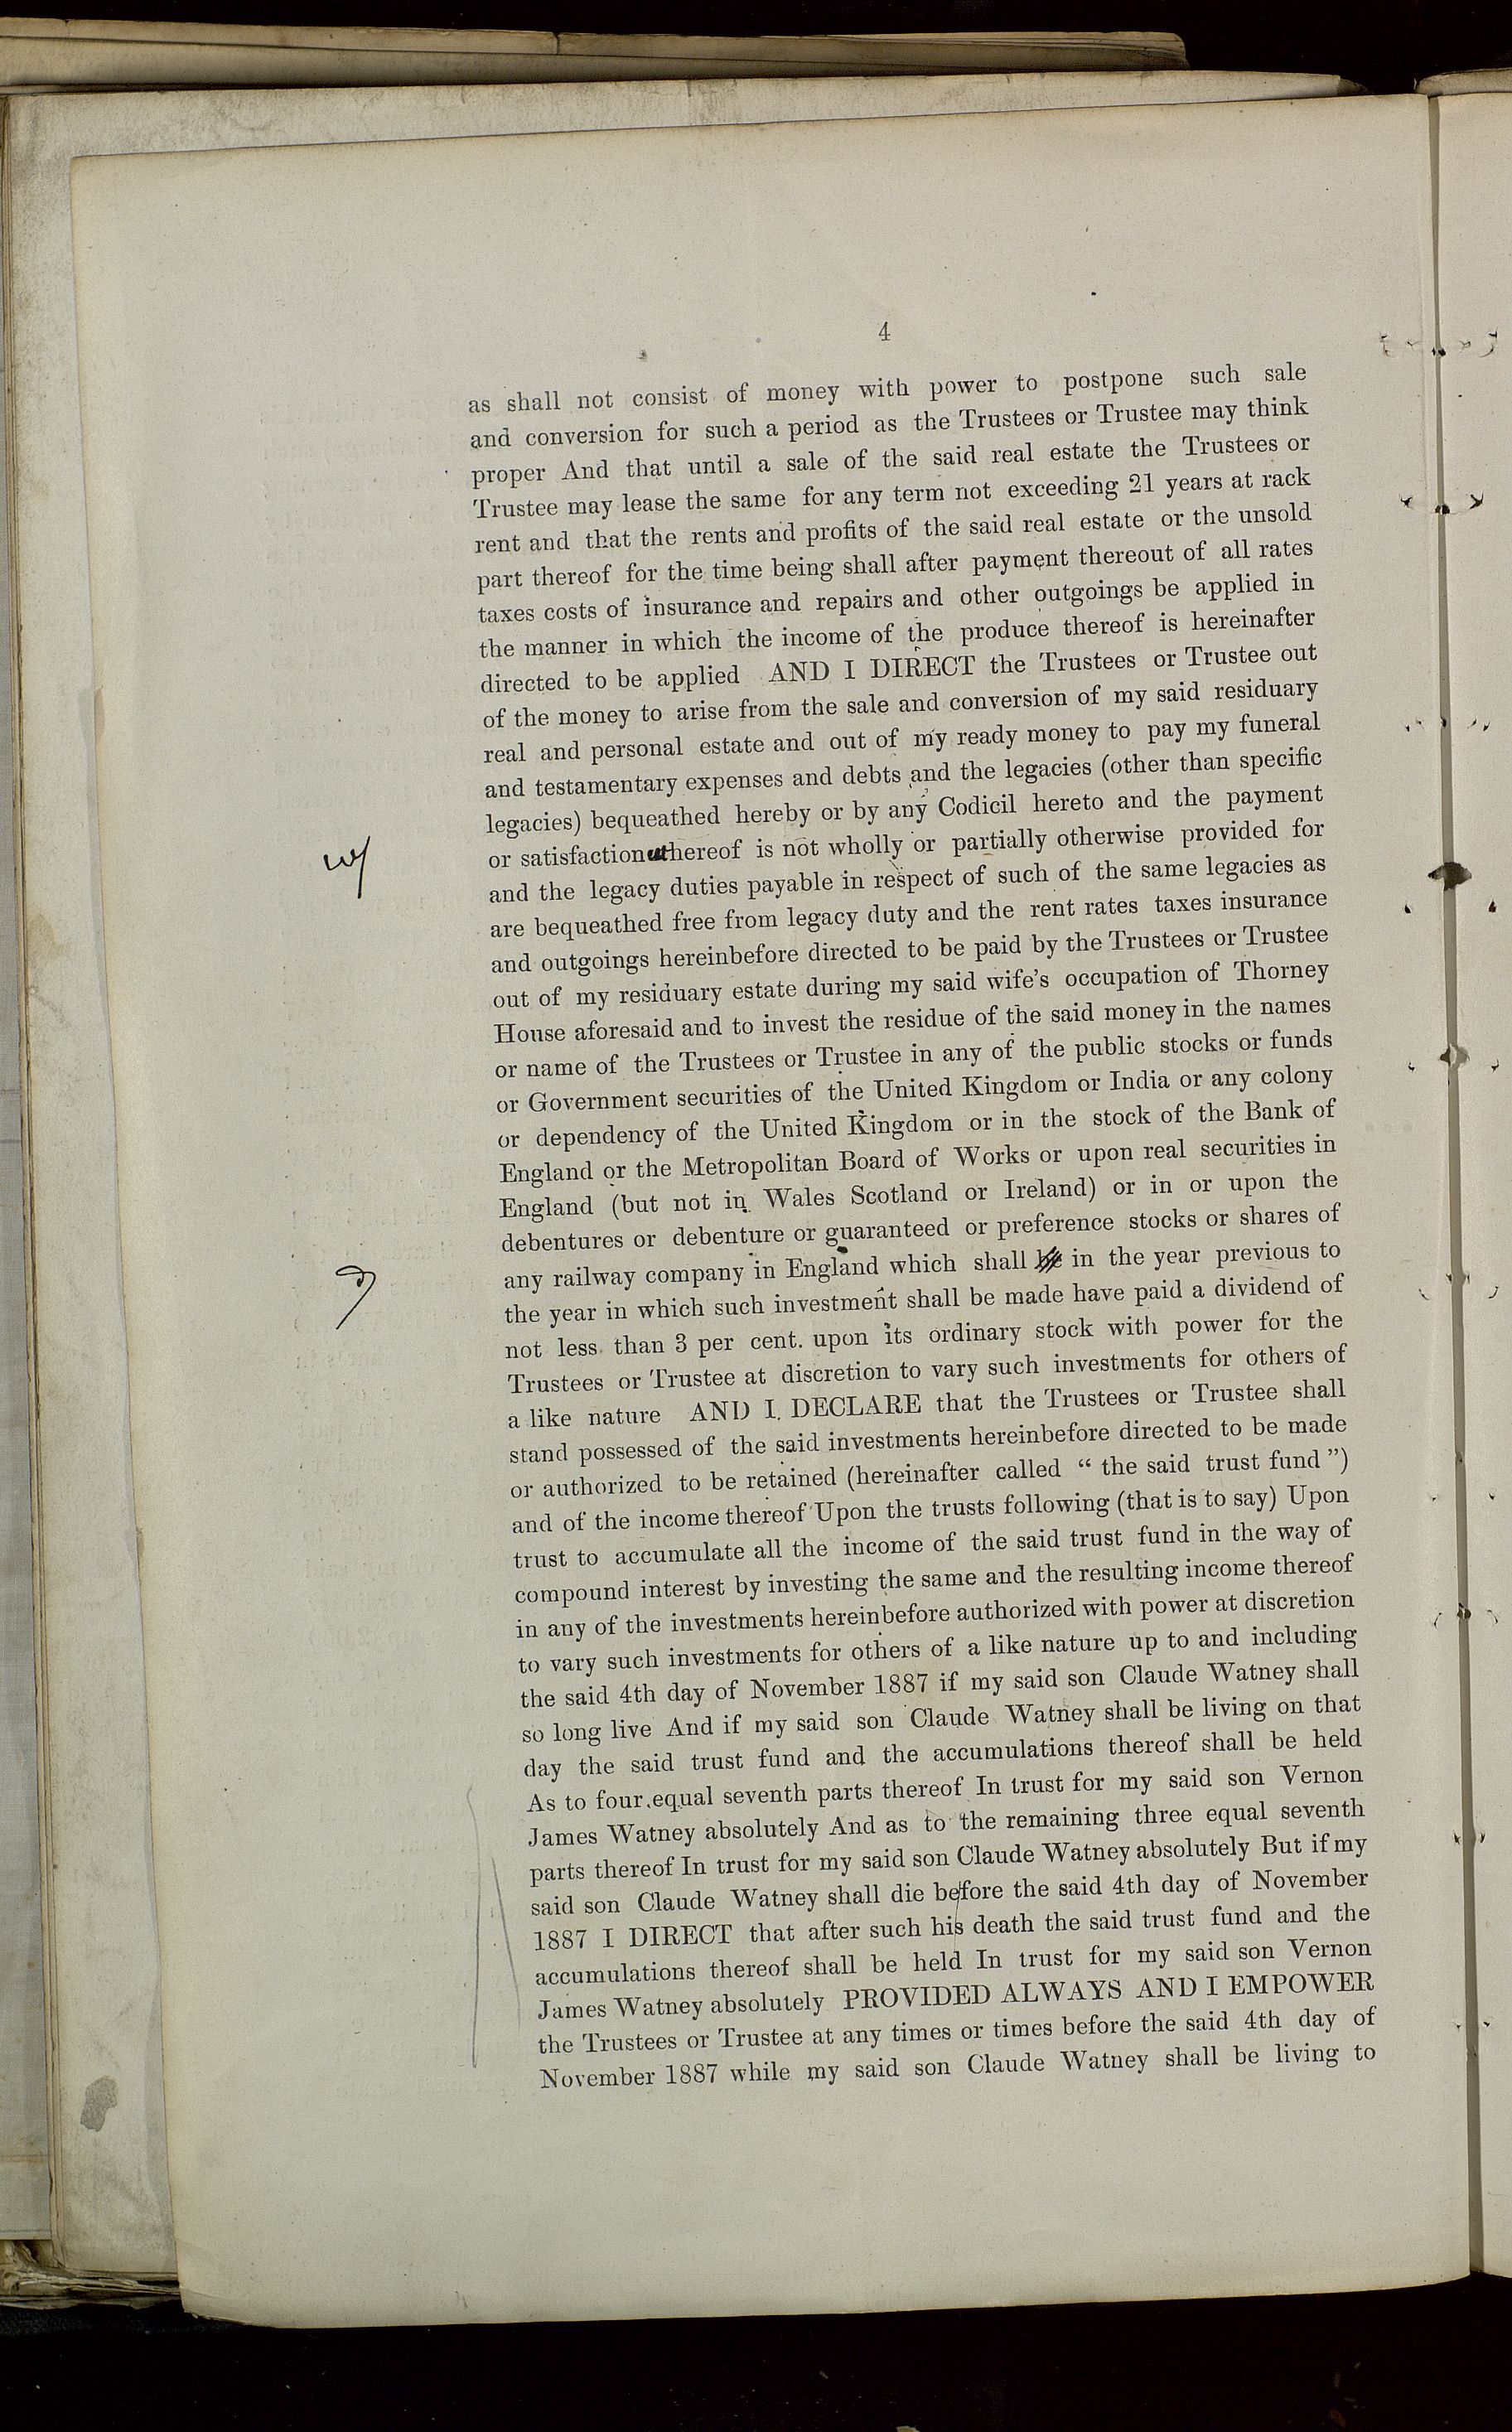 4
as shall not consist of money with power to postpone such sale
and conversion for such a period as the Trustees or Trustee may think
proper And that until a sale of the said real estate the Trustees or
Trustee may lease the same for any term not exceeding 21 years at rack
rent and that the rents and profits of the said real estate or the unsold
part thereof for the time being shall after payment thereout of all rates
taxes costs of insurance and repairs and other outgoings be applied in
the manner in which the income of the produce thereof is hereinafter
directed to be applied AND I DIRECT the Trustees or Trustee out
of the money to arise from the sale and conversion of my said residuary
real and personal estate and out of my ready money to pay my funeral
and testamentary expenses and debts and the legacies (other than specific
legacies) bequeathed hereby or by any Codicil hereto and the payment
or satisfaction thereof is not wholly or partially otherwise provided for
and the legacy duties payable in respect of such of the same legacies as
are bequeathed free from legacy duty and the rent rates taxes insurance
and outgoings hereinbefore directed to be paid by the Trustees or Trustee
out of my residuary estate during my said wife's occupation of Thorney
House aforesaid and to invest the residue of the said money in the names
or name of the Trustees or Trustee in any of the public stocks or funds
or Government securities of the United Kingdom or India or any colony
or dependency of the United Kingdom or in the stock of the Bank of
England or the Metropolitan Board of Works or upon real securities in
England (but not in Wales Scotland or Ireland) or in or upon the
debentures or debenture or guaranteed or preference stocks or shares of
any railway company in England which shall in the year previous to
the year in which such investment shall be made have paid a dividend of
not less than 3 per cent. upon its ordinary stock with power for the
Trustees or Trustee at discretion to vary such investments for others of
a like nature AND I DECLARE that the Trustees or Trustee shall
stand possessed of the said investments hereinbefore directed to be made
or authorized to be retained (hereinafter called “ the said trust fund ”)
and of the income thereof Upon the trusts following (that is to say) Upon
trust to accumulate all the income of the said trust fund in the way of
compound interest by investing the same and the resulting income thereof
in any of the investments hereinbefore authorized with power at discretion
to vary such investments for others of a like nature up to and including
the said 4th day of November 1887 if my said son Claude Watney shall
so long live And if my said son Claude Watney shall be living on that
day the said trust fund and the accumulations thereof shall be held
As to four equal seventh parts thereof In trust for my said son Vernon
James Watney absolutely And as to the remaining three equal seventh
parts thereof In trust for my said son Claude Watney absolutely But if my
said son Claude Watney shall die before the said 4th day of November
1887 I DIRECT that after such his death the said trust fund and the
accumulations thereof shall be held In trust for my said son Vernon
James Watney absolutely PROVIDED ALWAYS AND I EMPOWER
the Trustees or Trustee at any times or times before the said 4th day of
November 1887 while my said son Claude Watney shall be living to